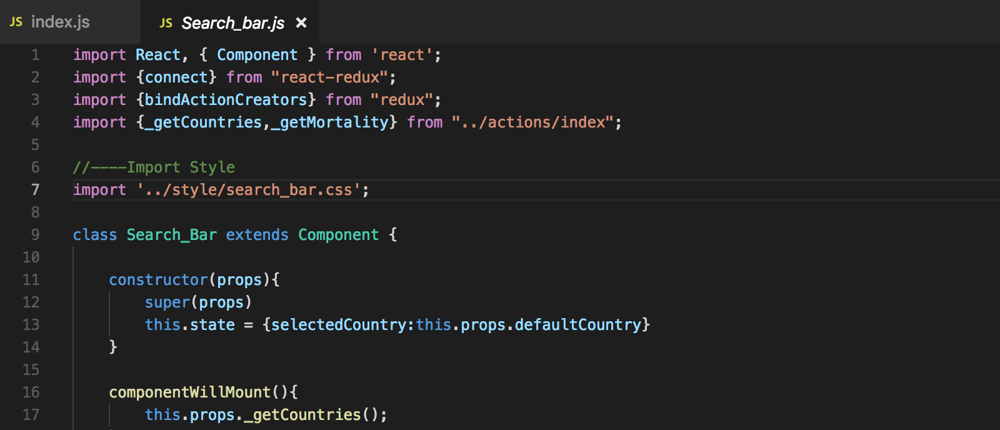 JS index.js JS Search_bar.js ×
1 import React, { Component } from 'react';
2 import {connect} from "react-redux";
3 import {bindActionCreators} from "redux";
4 import {_getCountries,_getMortality} from "../actions/index";
5
6 //----Import Style
7 import '../style/search_bar.css';
8
9 class Search_Bar extends Component {
10
11 constructor(props){
12 super(props)
13 this.state = {selectedCountry:this.props.defaultCountry}
14 }
15
16 componentWillMount(){
17 this.props._getCountries();